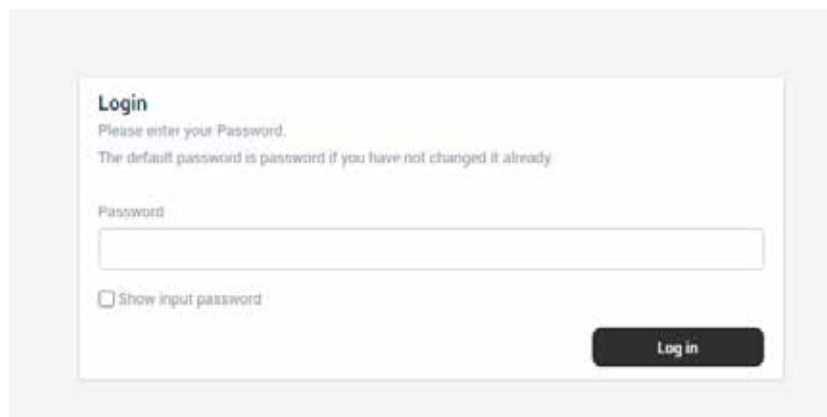 Login
Please enter your Password.
The default password is password if you have not changed it already
Password
Show input password
Log in